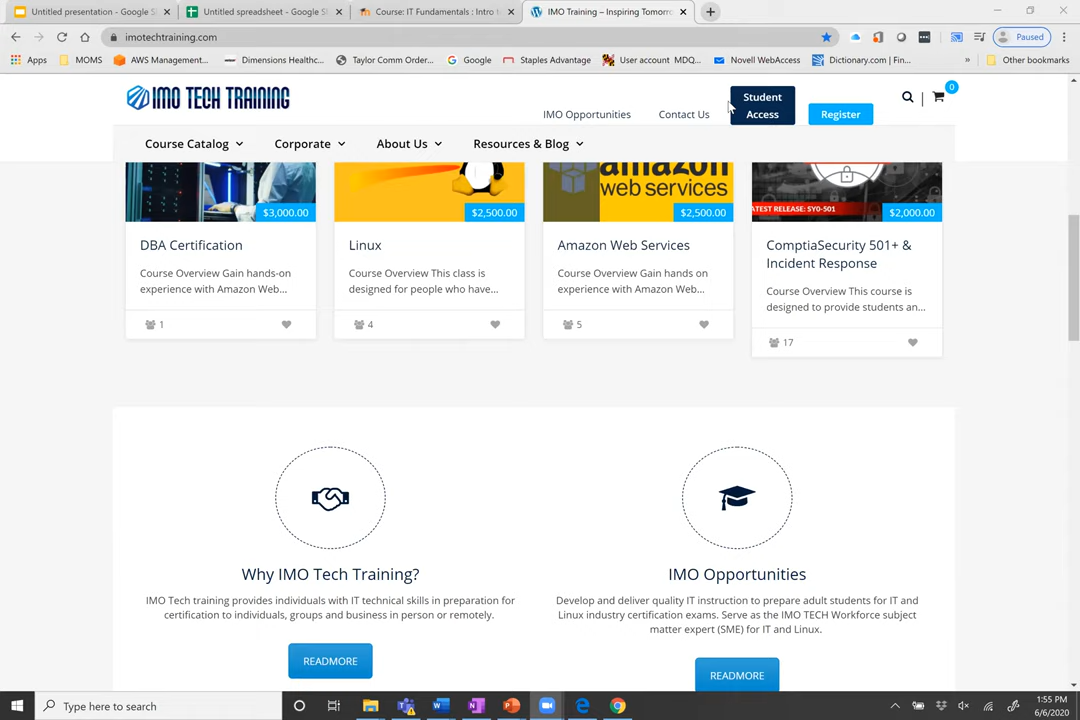 Untitled presentation - Google S
Untitled spreadsheet - Google S
Course: IT Fundamentals : Intro t
IMO Training – Inspiring Tomorro
imotechtraining.com
Paused
Apps
MOMS
AWS Management...
Dimensions Healthc...
Taylor Comm Order...
Google
Staples Advantage
User account MDQ...
Novell WebAccess
Dictionary.com | Fin...
»
Other bookmarks
IMO TECH TRAINING
IMO Opportunities
Contact Us
Student
Access
Register
0
Course Catalog
Corporate
About Us
Resources & Blog
$3,000.00
$2,500.00
amazon
web services
$2,500.00
LATEST RELEASE: SY0-501
$2,000.00
DBA Certification
Course Overview Gain hands-on
experience with Amazon Web...
1
Linux
Course Overview This class is
designed for people who have...
4
Amazon Web Services
Course Overview Gain hands on
experience with Amazon Web...
5
ComptiaSecurity 501+ &
Incident Response
Course Overview This course is
designed to provide students an...
17
Why IMO Tech Training?
IMO Tech training provides individuals with IT technical skills in preparation for
certification to individuals, groups and business in person or remotely.
READMORE
IMO Opportunities
Develop and deliver quality IT instruction to prepare adult students for IT and
Linux industry certification exams. Serve as the IMO TECH Workforce subject
matter expert (SME) for IT and Linux.
READMORE
Type here to search
1:55 PM
6/6/2020